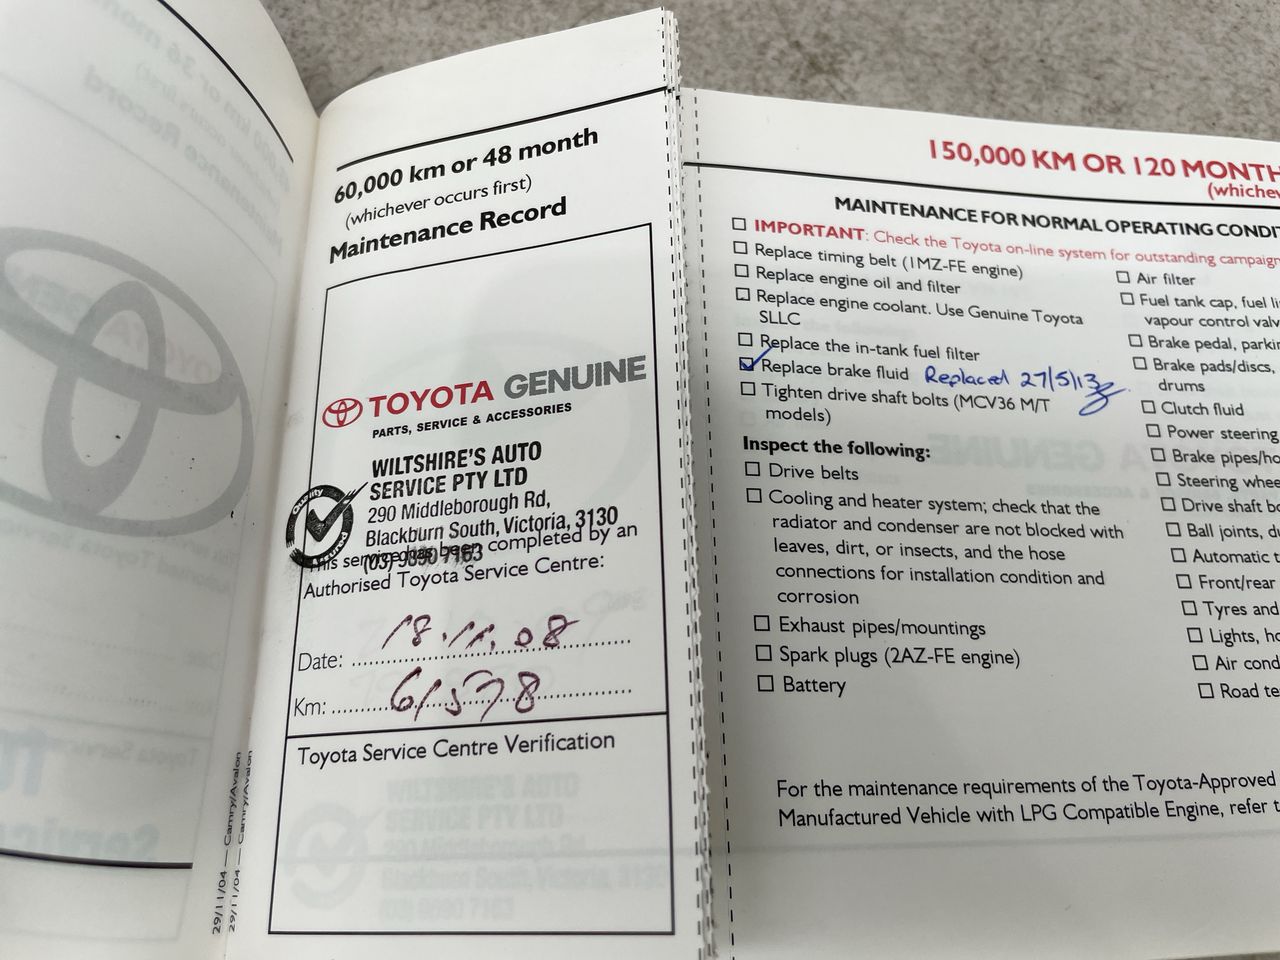 60,000 km or 48 month
(whichever occurs first)
Maintenance Record
TOYOTA GENUINE
PARTS, SERVICE & ACCESSORIES
WILTSHIRE'S AUTO
SERVICE PTY LTD
290 Middleborough Rd,
Blackburn South, Victoria, 3130
(03) 9890 7163
Quality
Assured
This service has been completed by an
Authorised Toyota Service Centre:
Date: 18.11.08
Km: 61578
Toyota Service Centre Verification
29/11/04 — Camry/Avalon
29/11/04 — Camry/Avalon
150,000 KM OR 120 MONTH
(whichev
MAINTENANCE FOR NORMAL OPERATING CONDIT
IMPORTANT: Check the Toyota on-line system for outstanding campaign
Replace timing belt (1MZ-FE engine)
Replace engine oil and filter
Replace engine coolant. Use Genuine Toyota
SLLC
Replace the in-tank fuel filter
Replace brake fluid Replaced 27/5/13
Tighten drive shaft bolts (MCV36 M/T
models)
Inspect the following:
Drive belts
Cooling and heater system; check that the
radiator and condenser are not blocked with
leaves, dirt, or insects, and the hose
connections for installation condition and
corrosion
Exhaust pipes/mountings
Spark plugs (2AZ-FE engine)
Battery
Air filter
Fuel tank cap, fuel li
vapour control valv
Brake pedal, parkin
Brake pads/discs,
drums
Clutch fluid
Power steering
Brake pipes/ho
Steering whee
Drive shaft bo
Ball joints, du
Automatic t
Front/rear
Tyres and
Lights, ho
Air cond
Road te
For the maintenance requirements of the Toyota-Approved
Manufactured Vehicle with LPG Compatible Engine, refer t